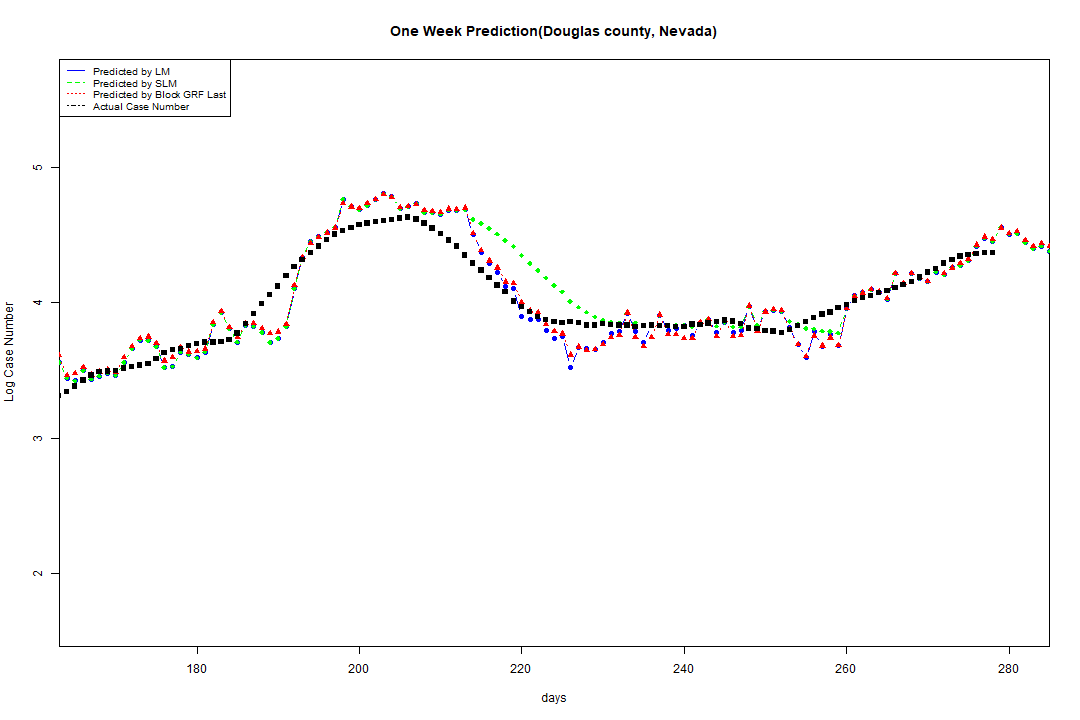 One Week Prediction(Douglas county, Nevada)
Predicted by LM
Predicted by SLM
Predicted by Block GRF Last
Actual Case Number
5
4
3
2
Log Case Number
180 200 220 240 260 280
days